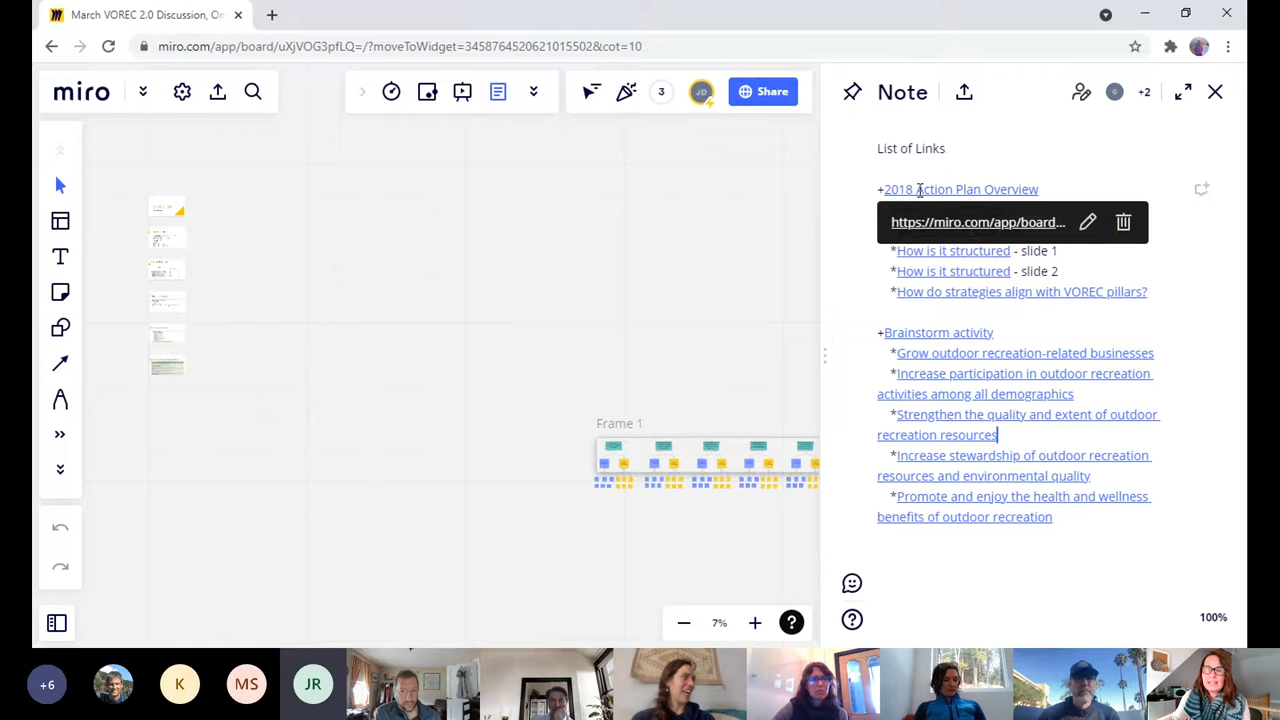 March VOREC 2.0 Discussion, On
miro.com/app/board/uXjVOG3pfLQ=/?moveToWidget=3458764520621015502&cot=10
miro
3
JD
Share
Note
G
+2
List of Links
+2018 Action Plan Overview
https://miro.com/app/board...
*How is it structured - slide 1
*How is it structured - slide 2
*How do strategies align with VOREC pillars?
+Brainstorm activity
*Grow outdoor recreation-related businesses
*Increase participation in outdoor recreation
activities among all demographics
*Strengthen the quality and extent of outdoor
recreation resources
*Increase stewardship of outdoor recreation
resources and environmental quality
*Promote and enjoy the health and wellness
benefits of outdoor recreation
Frame 1
7%
100%
+6
K
MS
JR